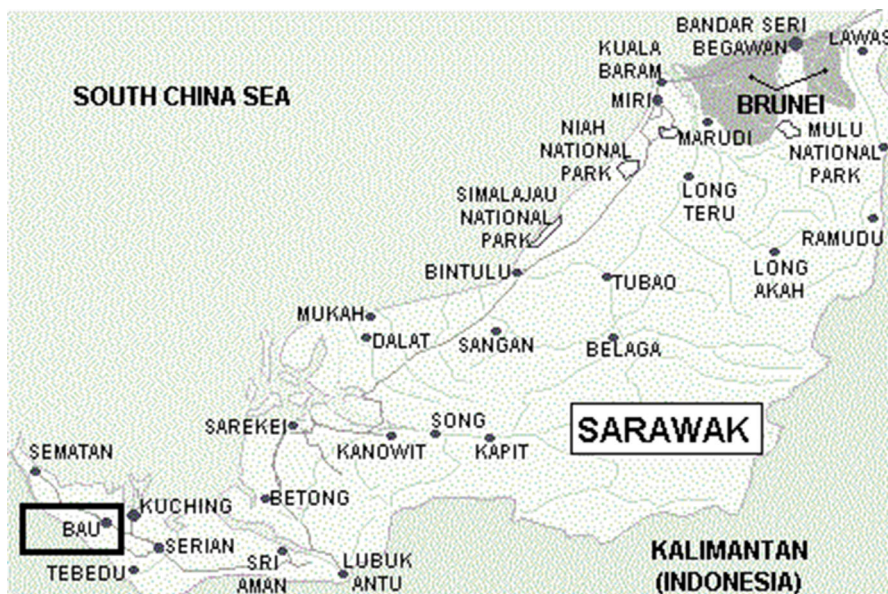 BANDAR SERI
BEGAWAN
LAWAS
KUALA
BARAM
SOUTH CHINA SEA
MIRI
BRUNEI
NIAH
NATIONAL
PARK
MARUDI
MULU
NATIONAL
PARK
SIMALAJAU
NATIONAL
PARK
LONG
TERU
RAMUDU
BINTULU
TUBAO
LONG
AKAH
MUKAH
DALAT
SANGAN
BELAGA
SAREKEI
SONG
SARAWAK
KANOWIT
KAPIT
SEMATAN
BETONG
KUCHING
BAU
SERIAN
SRI
AMAN
LUBUK
ANTU
TEBEDU
KALIMANTAN
(INDONESIA)